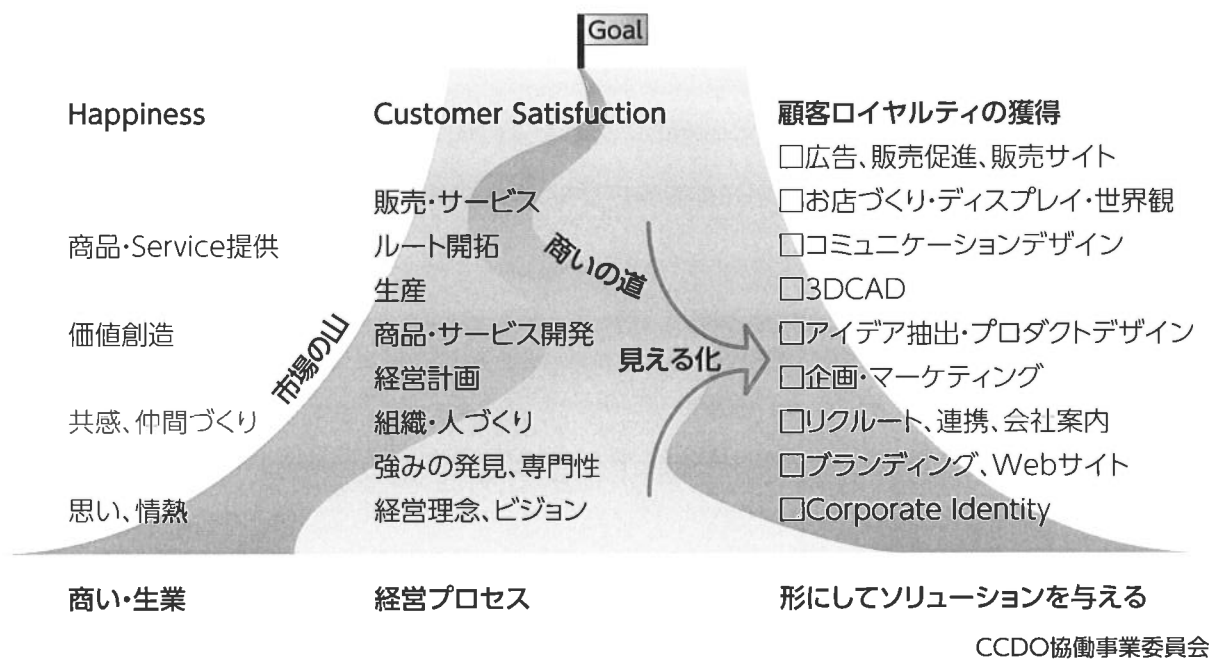 Goal
Happiness
Customer Satisfuction
顧客ロイヤルティの獲得
□広告、販売促進、販売サイト
販売・サービス
□お店づくり・ディスプレイ・世界観
商品・Service提供
ルート開拓
商いの道
□コミュニケーションデザイン
生産
□3DCAD
市場の山
価値創造
商品・サービス開発
見える化
□アイデア抽出・プロダクトデザイン
経営計画
□企画・マーケティング
共感、仲間づくり
組織・人づくり
□リクルート、連携、会社案内
強みの発見、専門性
□ブランディング、Webサイト
思い、情熱
経営理念、ビジョン
□Corporate Identity
商い・生業
経営プロセス
形にしてソリューションを与える
CCDO協働事業委員会